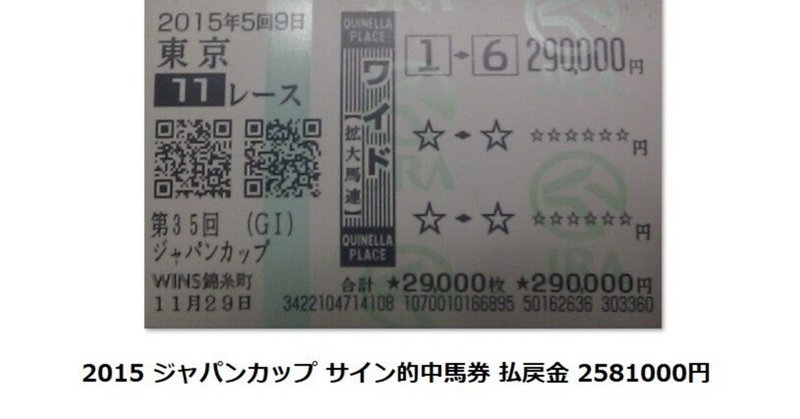 2015年5回9日
東京
11レース
第35回 (GI)
ジャパンカップ
WINS錦糸町
11月29日
QUINELLA
PLACE
ワイド
【拡大馬連】
QUINELLA
PLACE
1-6 290,000円
☆-☆ ☆☆☆☆☆☆円
☆-☆ ☆☆☆☆☆☆円
合計 ★29,000枚 ★290,000円
3422104714108 1070010166895 50162636 303360
JRA
JRA
JRA
2015 ジャパンカップ サイン的中馬券 払戻金 2581000円